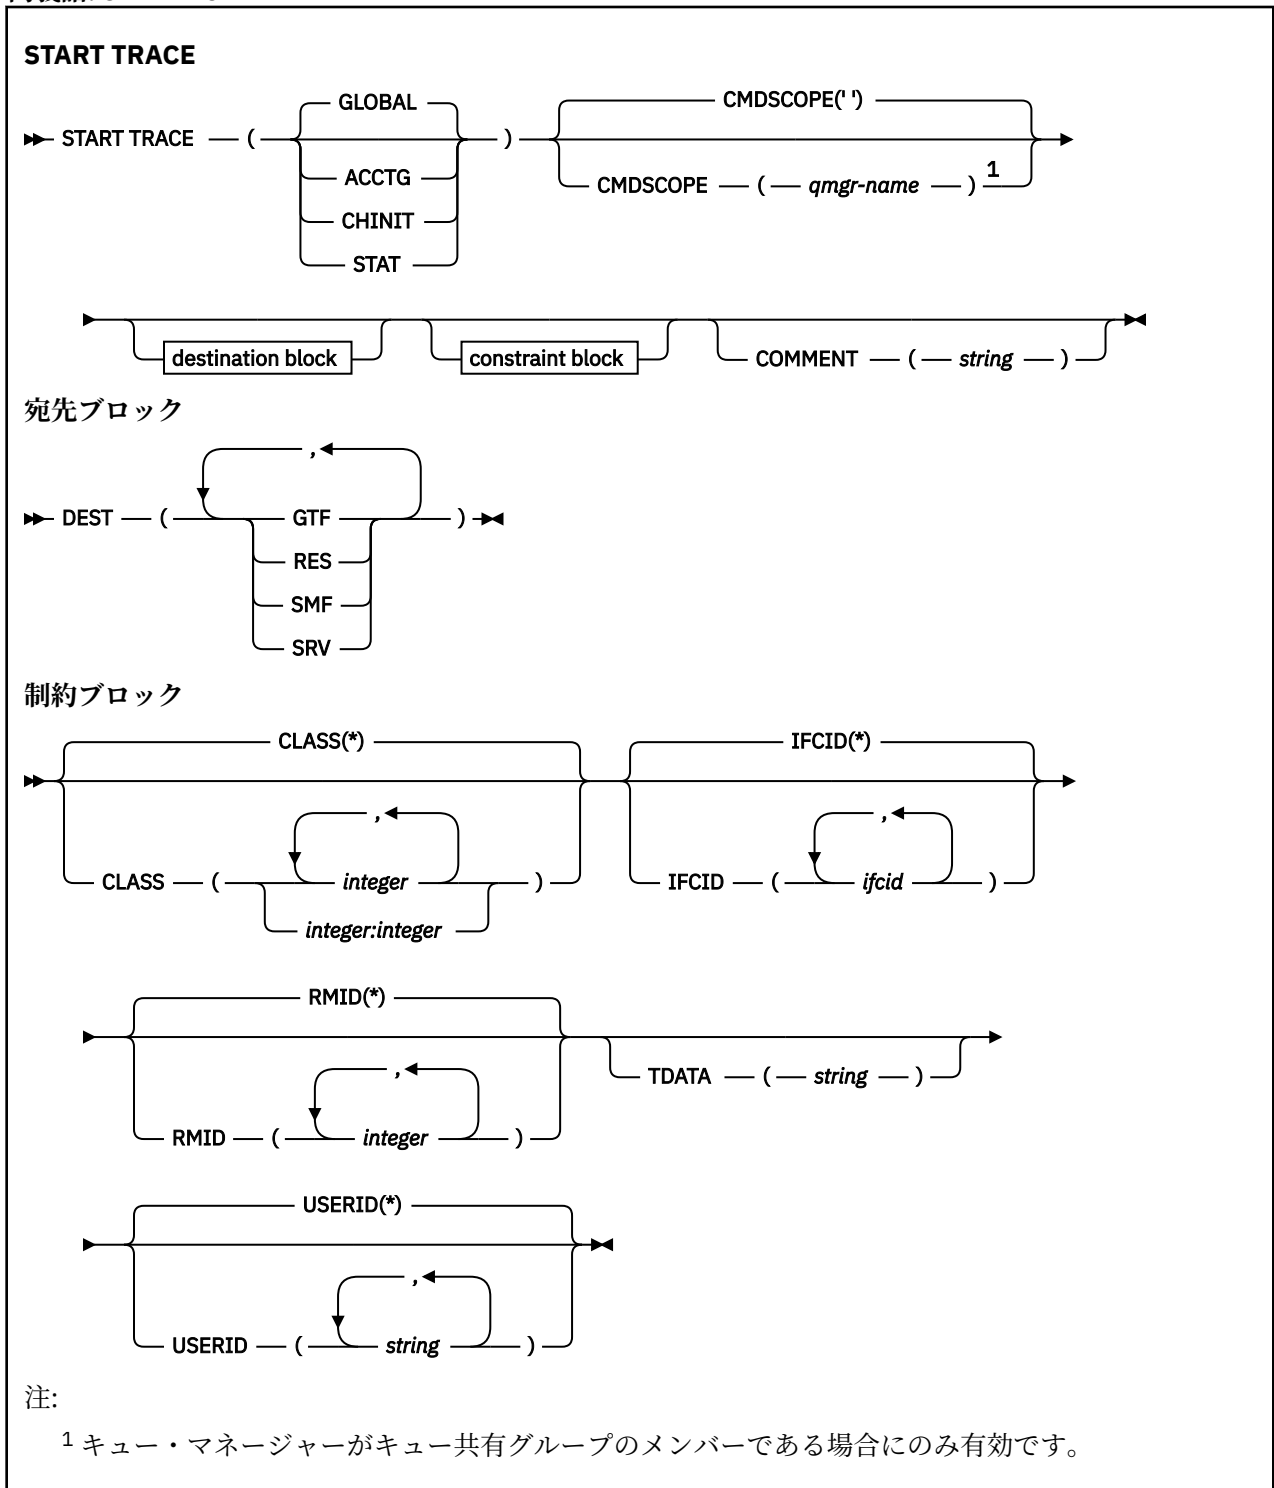 START TRACE
GLOBAL
CMDSCOPE(' ')
START TRACE ( )
ACCTG
CMDSCOPE ( qmgr-name ) 1
CHINIT
STAT
destination block constraint block COMMENT ( string )
宛先ブロック
,
DEST ( GTF )
RES
SMF
SRV
制約ブロック
CLASS(*) IFCID(*)
, ,
CLASS ( integer ) IFCID ( ifcid )
integer:integer
RMID(*)
,
TDATA ( string )
RMID ( integer )
USERID(*)
,
USERID ( string )
注:
1 キュー・マネージャーがキュー共有グループのメンバーである場合にのみ有効です。